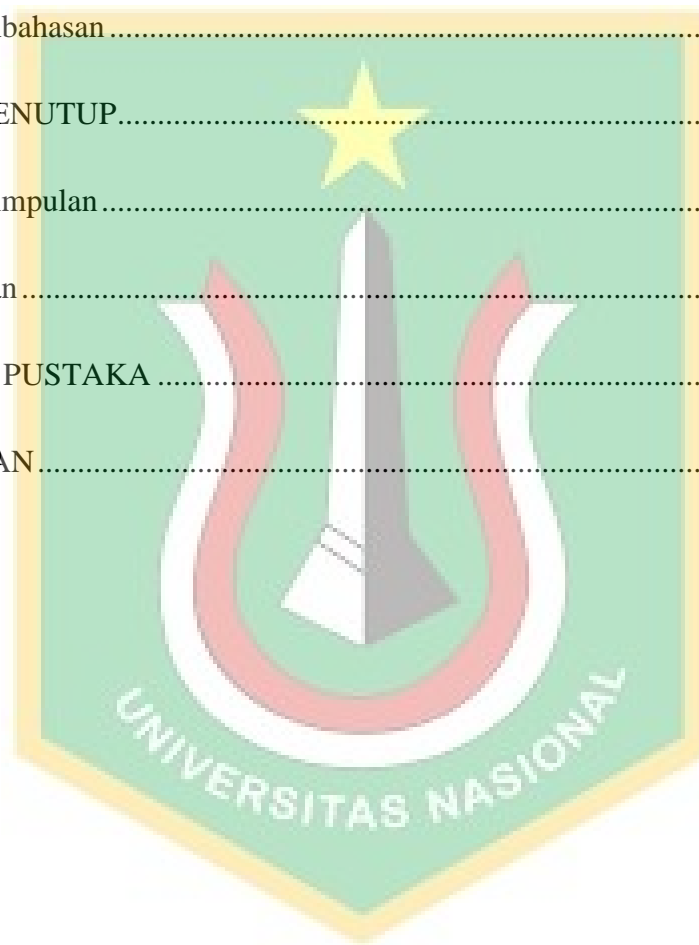 bahasan ........................................................................
ENUTUP........................................................................
mpulan ........................................................................
n ........................................................................
PUSTAKA ........................................................................
AN........................................................................
UNIVERSITAS NASIONAL